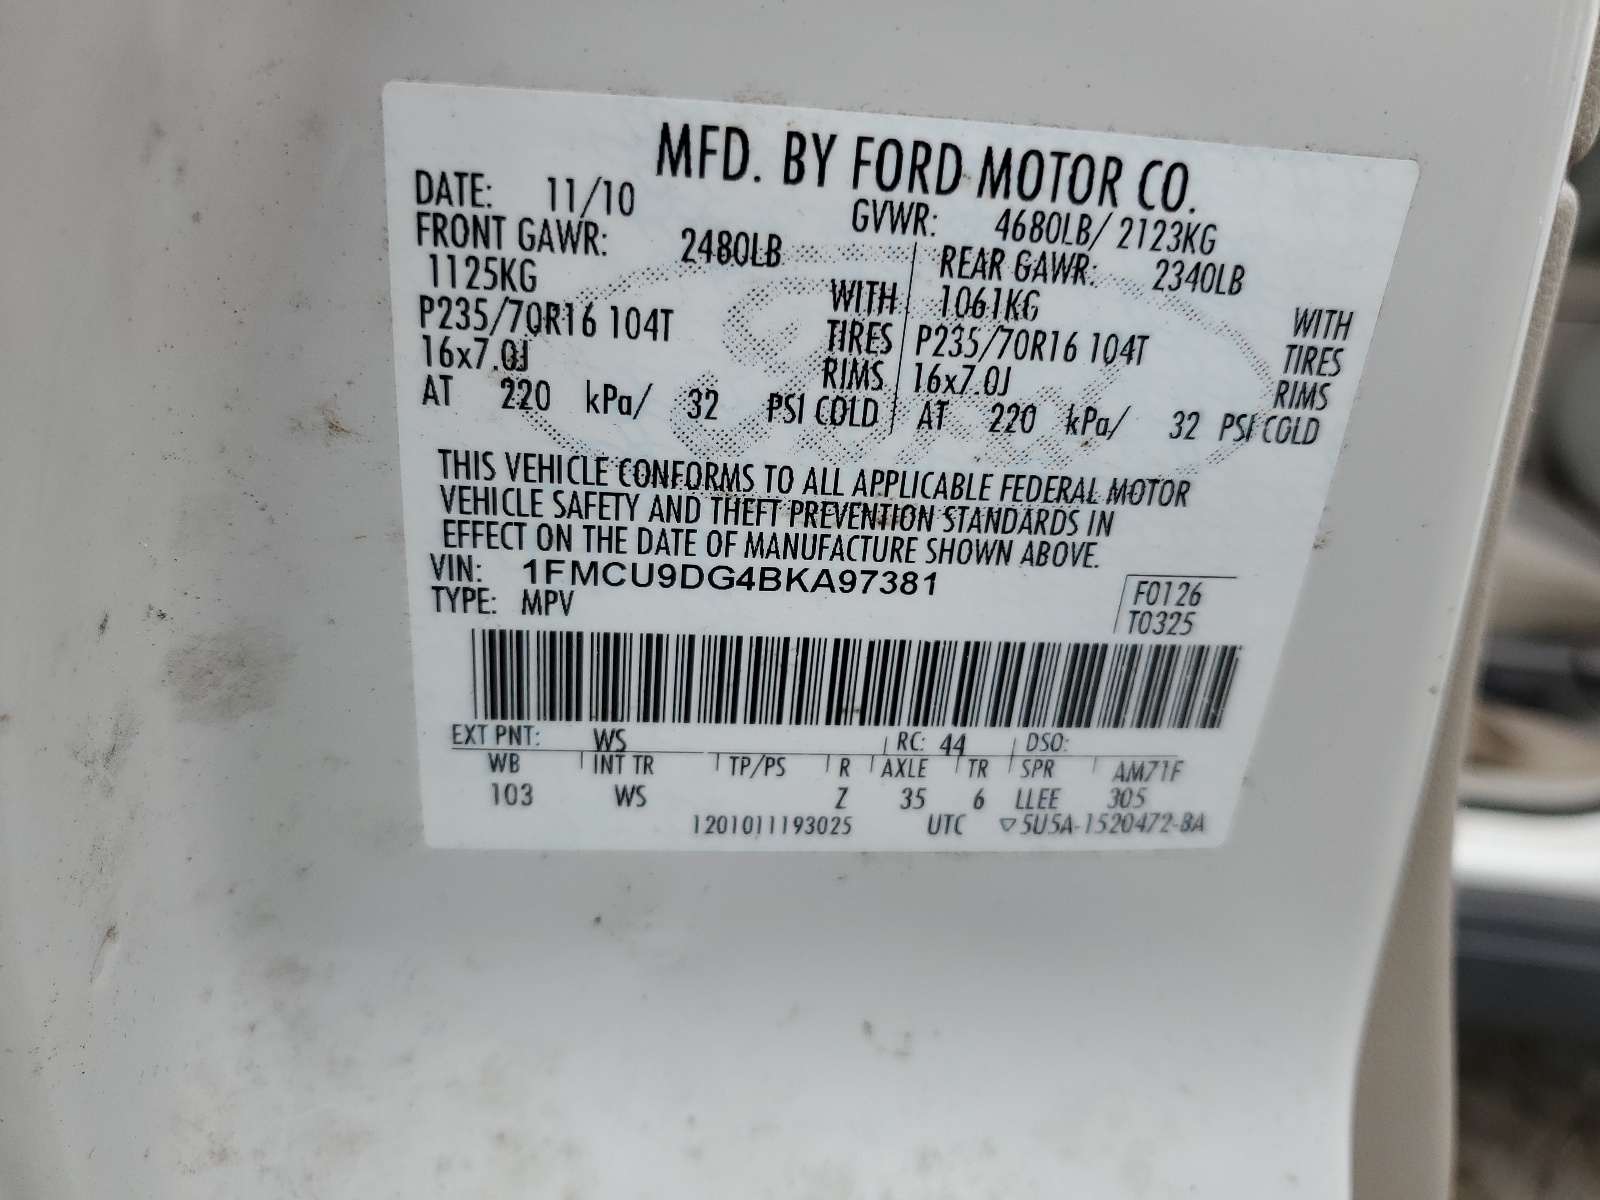 MFD. BY FORD MOTOR CO.
DATE: 11/10 GVWR: 4680LB/ 2123KG
FRONT GAWR: 2480LB REAR GAWR: 2340LB
1125KG WITH 1061KG WITH
P235/70R16 104T TIRES P235/70R16 104T TIRES
16x7.0J RIMS 16x7.0J RIMS
AT 220 kPa/ 32 PSI COLD AT 220 kPa/ 32 PSI COLD
THIS VEHICLE CONFORMS TO ALL APPLICABLE FEDERAL MOTOR
VEHICLE SAFETY AND THEFT PREVENTION STANDARDS IN
EFFECT ON THE DATE OF MANUFACTURE SHOWN ABOVE.
VIN: 1FMCU9DG4BKA97381 F0126
TYPE: MPV T0325
EXT PNT: WS RC: 44 DSO:
WB INT TR TP/PS R AXLE TR SPR AM71F
103 WS Z 35 6 LLEE 305
1201011193025 UTC ▽5U5A-1520472-BA